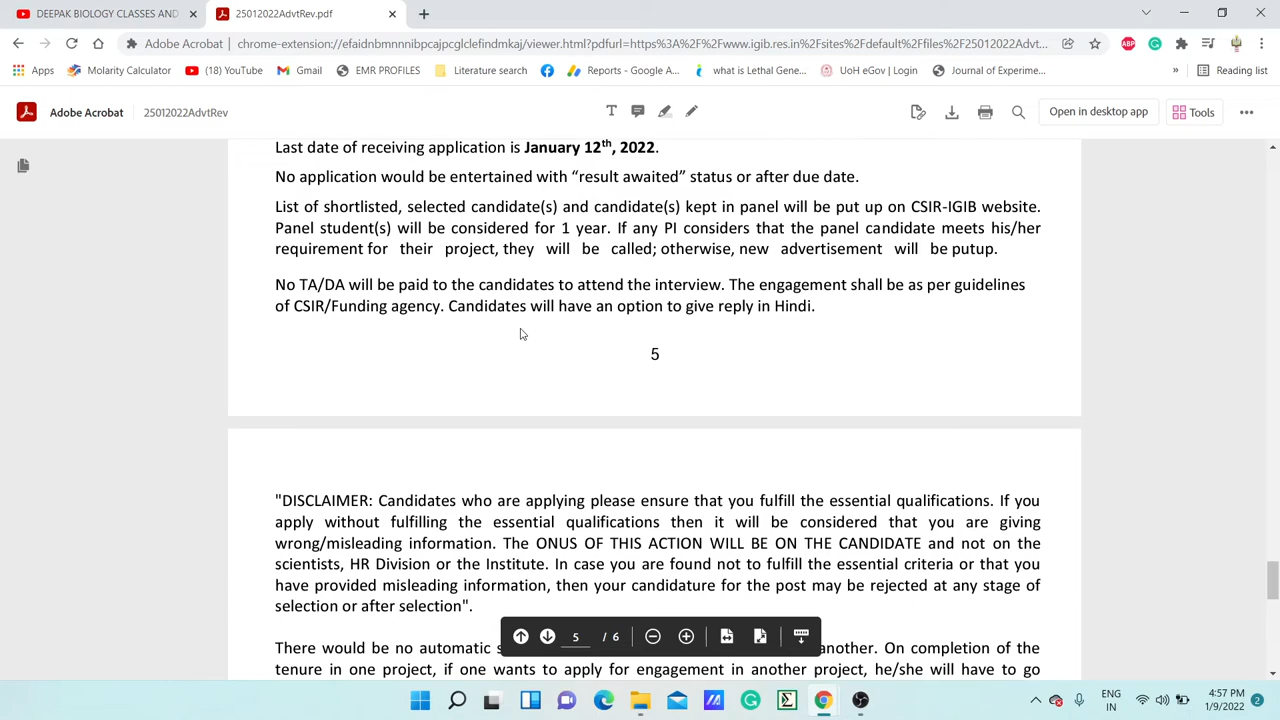 DEEPAK BIOLOGY CLASSES AND
25012022AdvtRev.pdf
Adobe Acrobat
chrome-extension://efaidnbmnnnibpcajpcglclefindmkaj/viewer.html?pdfurl=https%3A%2F%2Fwww.igib.res.in%2Fsites%2Fdefault%2Ffiles%2F25012022Advt...
Apps
Molarity Calculator
(18) YouTube
Gmail
EMR PROFILES
Literature search
Reports - Google A...
what is Lethal Gene...
UoH eGov | Login
Journal of Experime...
»
Reading list
Adobe Acrobat
25012022AdvtRev
Open in desktop app
Tools
Last date of receiving application is January 12th, 2022.
No application would be entertained with “result awaited” status or after due date.
List of shortlisted, selected candidate(s) and candidate(s) kept in panel will be put up on CSIR-IGIB website.
Panel student(s) will be considered for 1 year. If any PI considers that the panel candidate meets his/her
requirement for their project, they will be called; otherwise, new advertisement will be putup.
No TA/DA will be paid to the candidates to attend the interview. The engagement shall be as per guidelines
of CSIR/Funding agency. Candidates will have an option to give reply in Hindi.
5
"DISCLAIMER: Candidates who are applying please ensure that you fulfill the essential qualifications. If you
apply without fulfilling the essential qualifications then it will be considered that you are giving
wrong/misleading information. The ONUS OF THIS ACTION WILL BE ON THE CANDIDATE and not on the
scientists, HR Division or the Institute. In case you are found not to fulfill the essential criteria or that you
have provided misleading information, then your candidature for the post may be rejected at any stage of
selection or after selection".
5 / 6
There would be no automatic s another. On completion of the
tenure in one project, if one wants to apply for engagement in another project, he/she will have to go
ENG
IN
4:57 PM
1/9/2022
2